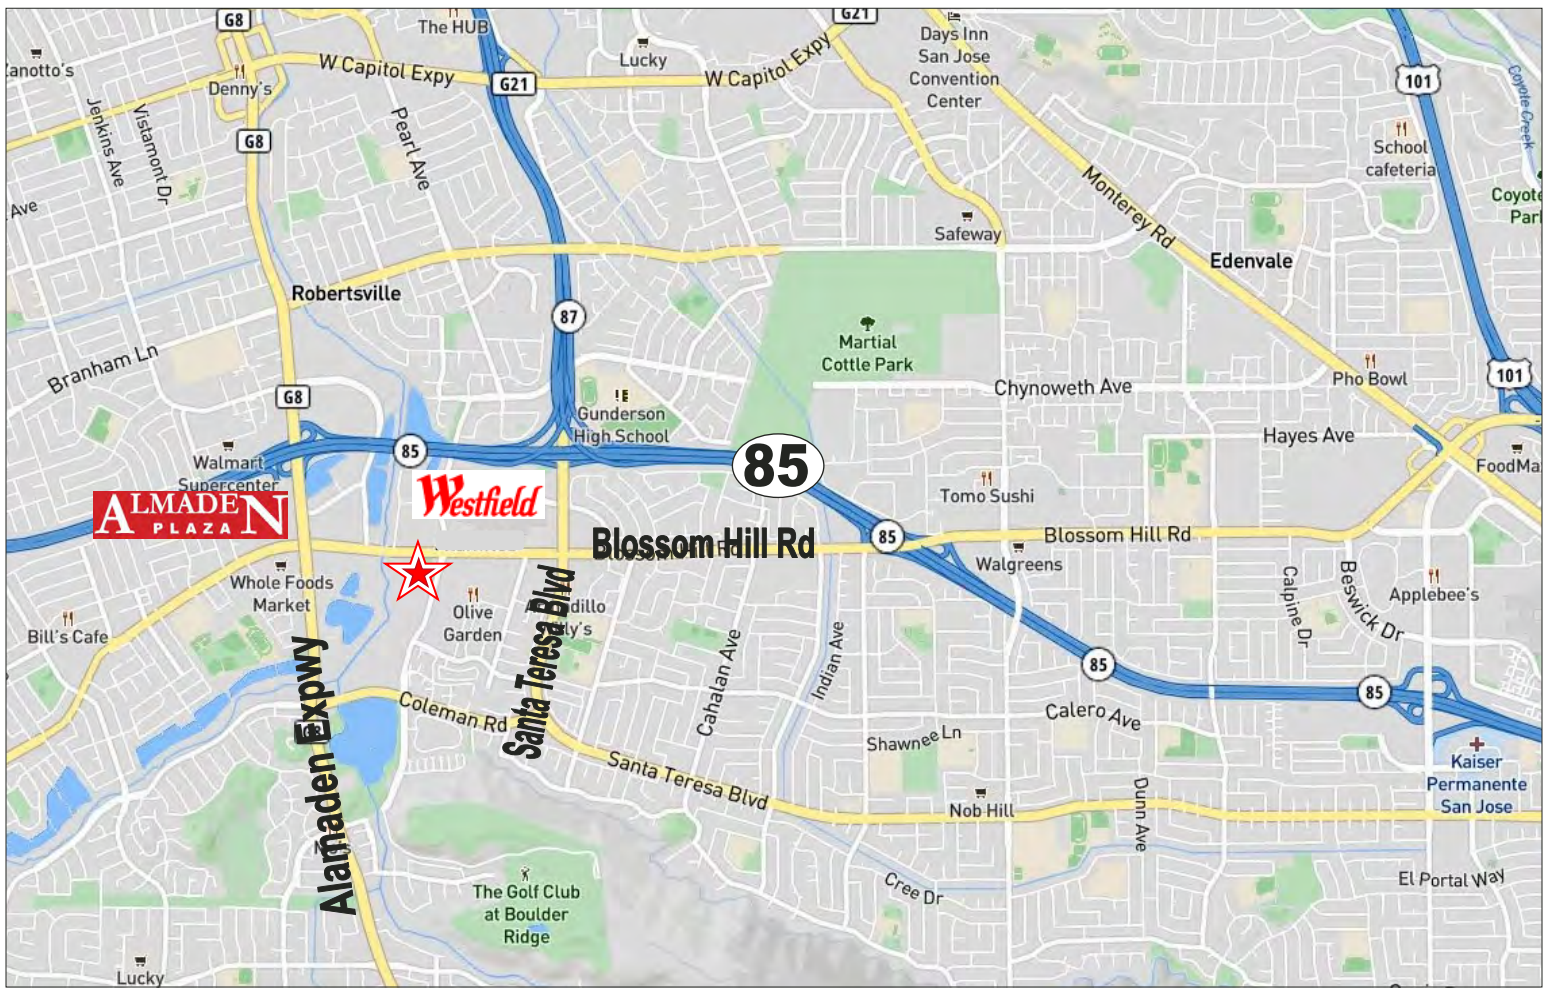 G8
The HUB
G21
Days Inn
San Jose
Convention
Center
Lucky
W Capitol Expy
W Capitol Expy
G21
101
Denny's
Jenkins Ave
Vistamont Dr
Pearl Ave
G8
Coyote Creek
School
cafeteria
Monterey Rd
Ave
Safeway
Edenvale
Robertsville
87
Martial
Cottle Park
Branham Ln
G8
Chynoweth Ave
Pho Bowl
101
Gunderson
High School
Hayes Ave
85
85
Walmart
Supercenter
Westfield
Tomo Sushi
ALMADEN
PLAZA
Blossom Hill Rd
85
Blossom Hill Rd
Walgreens
Whole Foods
Market
Olive
Garden
Santa Teresa Blvd
Calpine Dr
Beswick Dr
Applebee's
Bill's Cafe
Cahalan Ave
Indian Ave
85
85
Alamaden Expwy
Coleman Rd
Calero Ave
Shawnee Ln
Santa Teresa Blvd
Kaiser
Permanente
San Jose
Nob Hill
Dunn Ave
Cree Dr
El Portal Way
The Golf Club
at Boulder
Ridge
Lucky